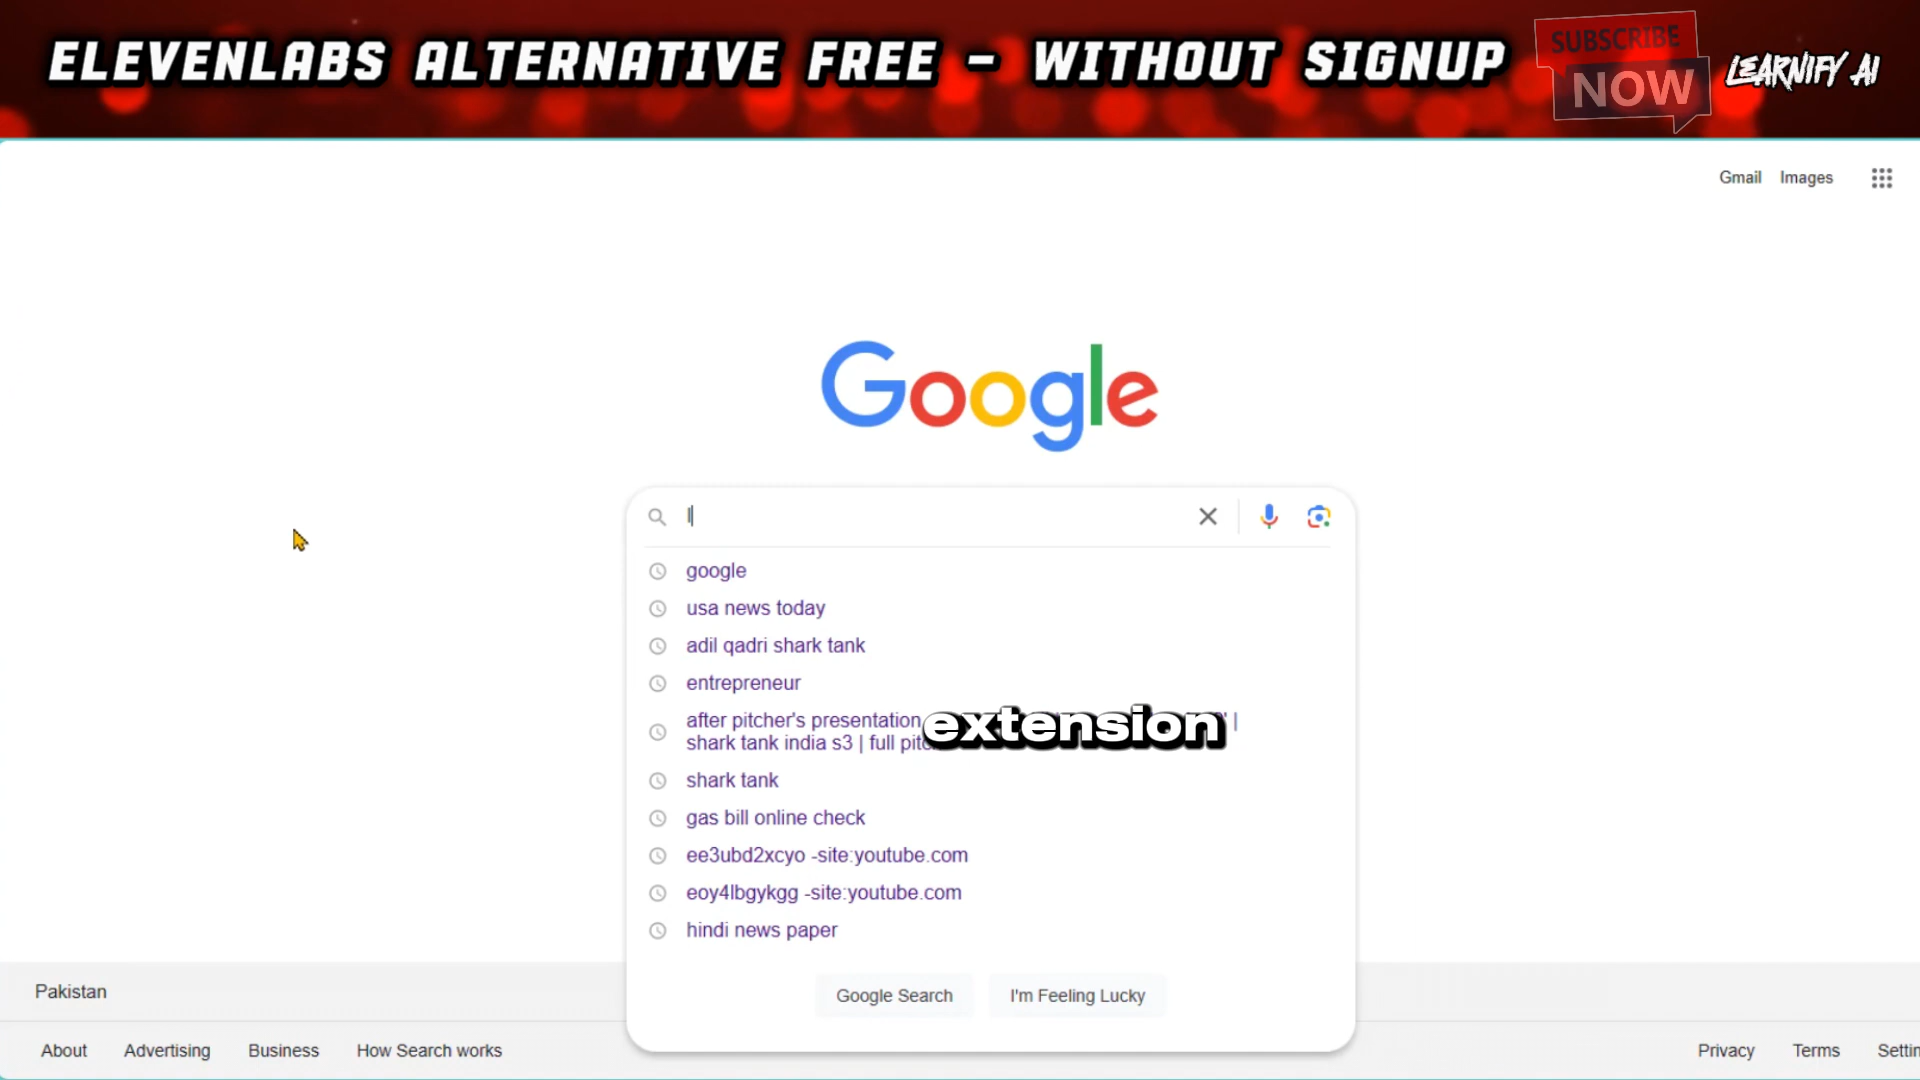 ELEVENLABS ALTERNATIVE FREE - WITHOUT SIGNUP
SUBSCRIBE
NOW
LEARNIFY AI
Gmail Images
Google
l
google
usa news today
adil qadri shark tank
entrepreneur
after pitcher's presentation
shark tank india s3 | full
extension
shark tank
gas bill online check
ee3ubd2xcyo -site:youtube.com
eoy4lbgykgg -site:youtube.com
hindi news paper
Google Search I'm Feeling Lucky
Pakistan
About Advertising Business How Search works Privacy Terms